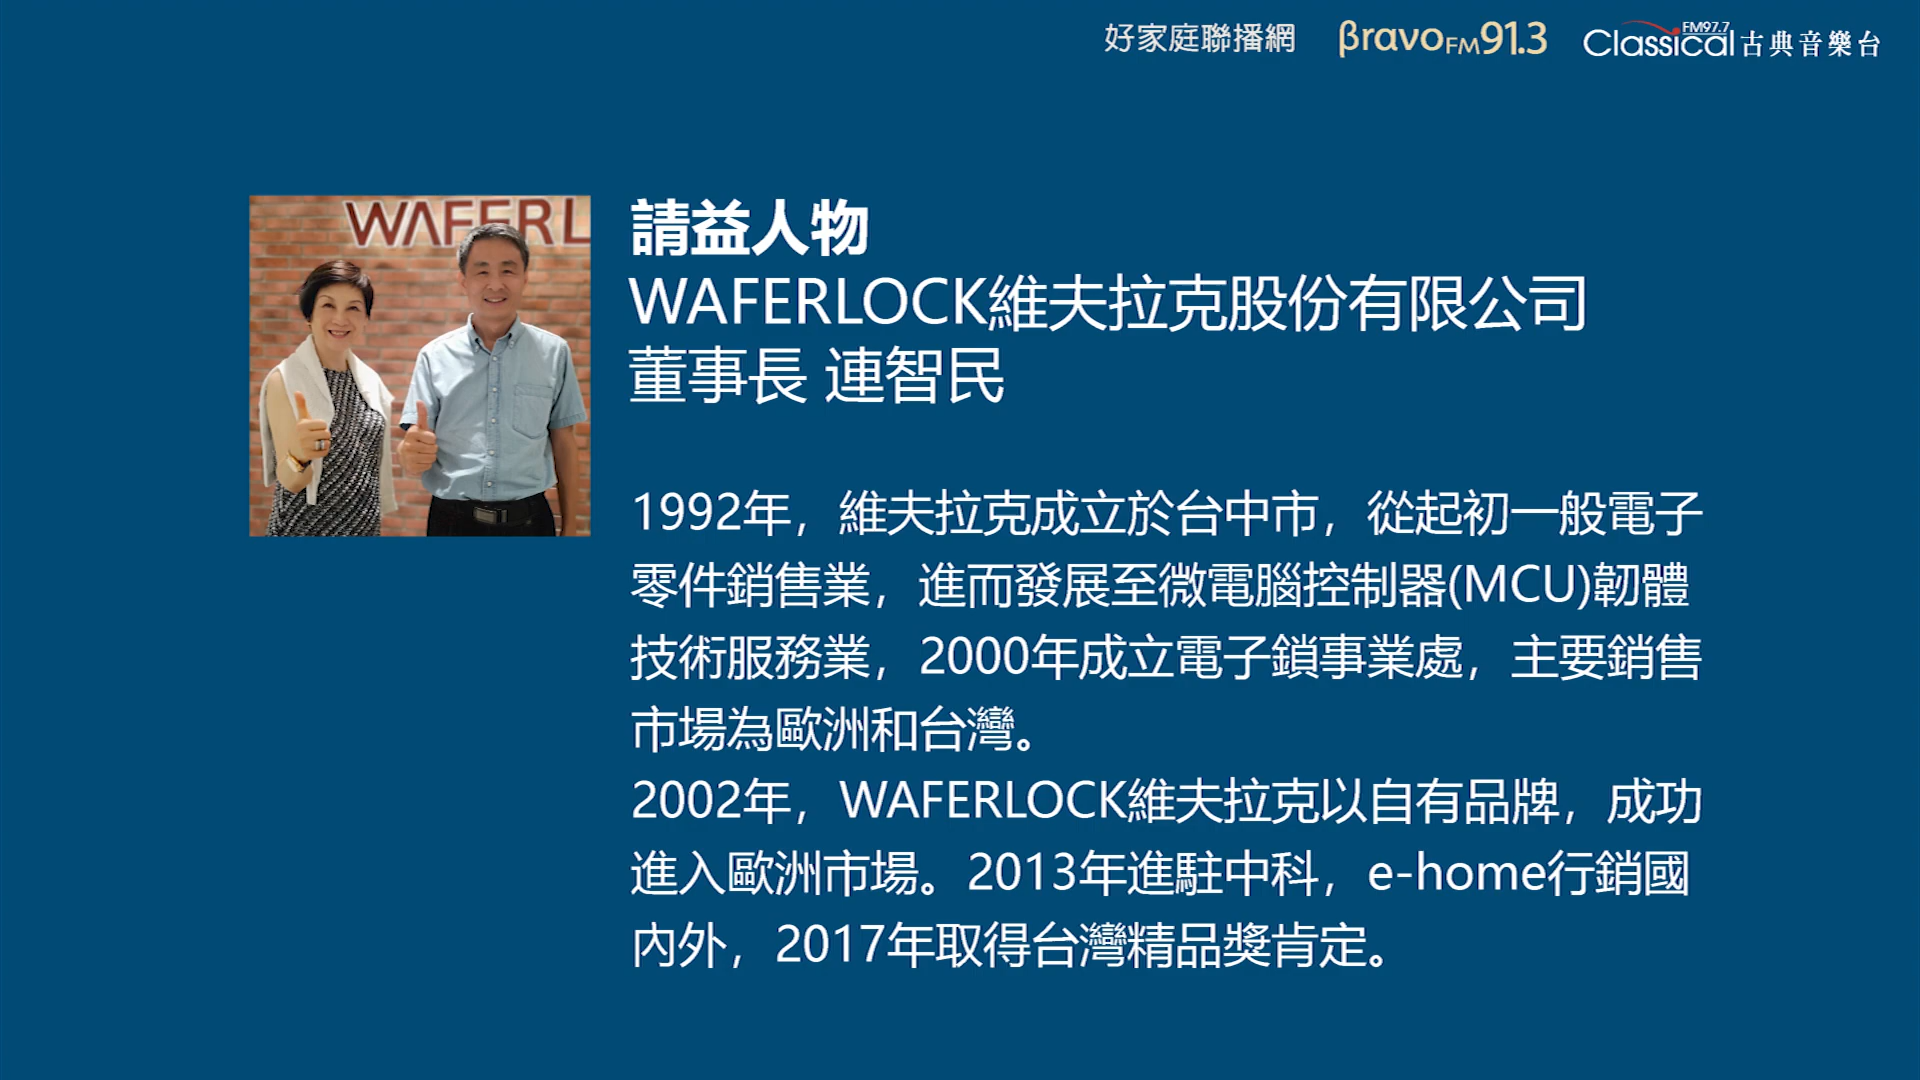 好家庭聯播網 BravoFM91.3 Classical FM97.7 古典音樂台
WAFERL
請益人物
WAFERLOCK維夫拉克股份有限公司
董事長 連智民
1992年，維夫拉克成立於台中市，從起初一般電子
零件銷售業，進而發展至微電腦控制器(MCU)韌體
技術服務業，2000年成立電子鎖事業處，主要銷售
市場為歐洲和台灣。
2002年，WAFERLOCK維夫拉克以自有品牌，成功
進入歐洲市場。2013年進駐中科，e-home行銷國
內外，2017年取得台灣精品獎肯定。